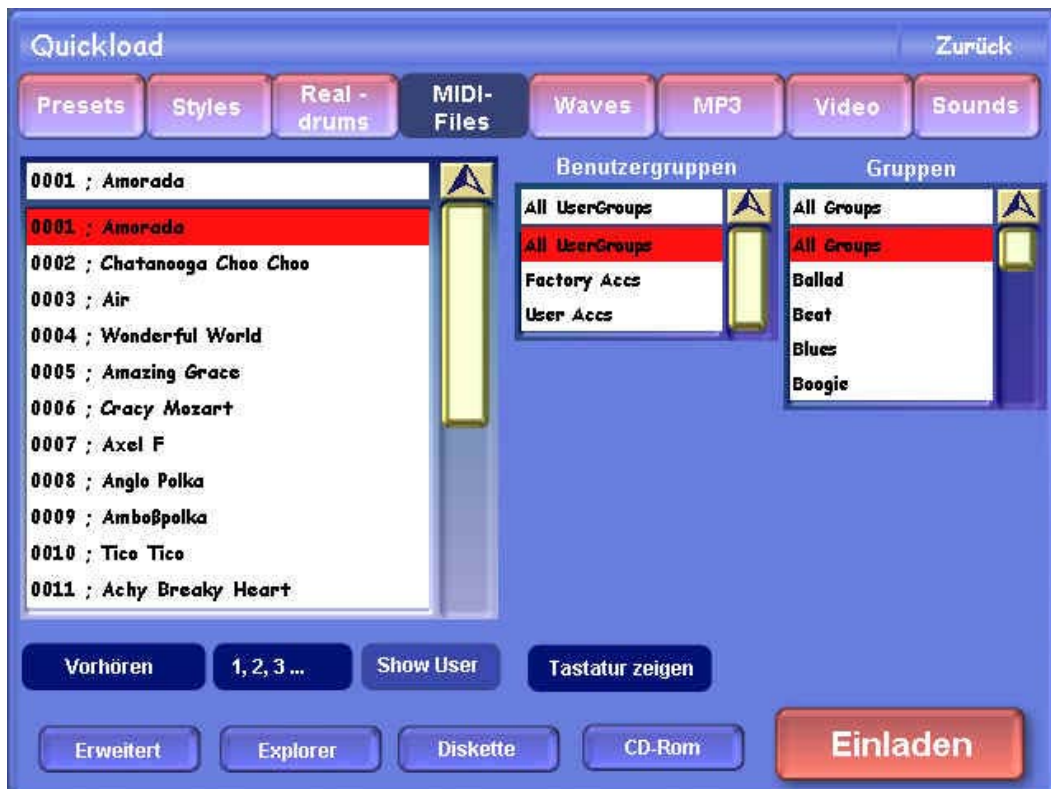 Quickload
Zurück
Presets
Styles
Real -
drums
MIDI-
Files
Waves
MP3
Video
Sounds
0001 ; Amorada
0001 ; Amorada
0002 ; Chatanooga Choo Choo
0003 ; Air
0004 ; Wonderful World
0005 ; Amazing Grace
0006 ; Cracy Mozart
0007 ; Axel F
0008 ; Anglo Polka
0009 ; Amboßpolka
0010 ; Tico Tico
0011 ; Achy Breaky Heart
Benutzergruppen
All UserGroups
All UserGroups
Factory Accs
User Accs
Gruppen
All Groups
All Groups
Ballad
Beat
Blues
Boogie
Vorhören
1, 2, 3 ...
Show User
Tastatur zeigen
Erweitert
Explorer
Diskette
CD-Rom
Einladen